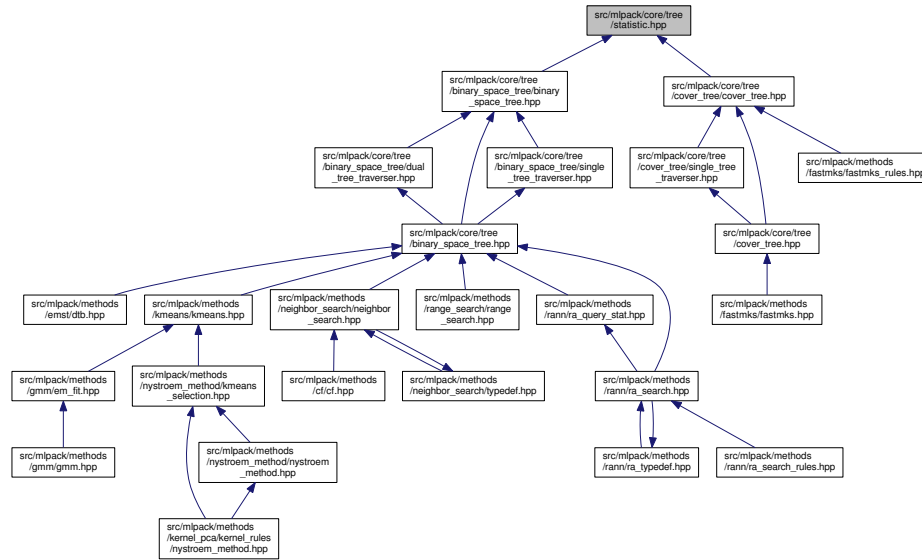 src/mlpack/core/tree
/statistic.hpp
src/mlpack/core/tree
/binary_space_tree/binary
_space_tree.hpp
src/mlpack/core/tree
/cover_tree/cover_tree.hpp
src/mlpack/core/tree
/binary_space_tree/dual
_tree_traverser.hpp
src/mlpack/core/tree
/binary_space_tree/single
_tree_traverser.hpp
src/mlpack/core/tree
/cover_tree/single_tree
_traverser.hpp
src/mlpack/methods
/fastmks/fastmks_rules.hpp
src/mlpack/core/tree
/binary_space_tree.hpp
src/mlpack/core/tree
/cover_tree.hpp
src/mlpack/methods
/emst/dtb.hpp
src/mlpack/methods
/kmeans/kmeans.hpp
src/mlpack/methods
/neighbor_search/neighbor
_search.hpp
src/mlpack/methods
/range_search/range
_search.hpp
src/mlpack/methods
/rann/ra_query_stat.hpp
src/mlpack/methods
/fastmks/fastmks.hpp
src/mlpack/methods
/gmm/em_fit.hpp
src/mlpack/methods
/nystroem_method/kmeans
_selection.hpp
src/mlpack/methods
/cf/cf.hpp
src/mlpack/methods
/neighbor_search/typedef.hpp
src/mlpack/methods
/rann/ra_search.hpp
src/mlpack/methods
/gmm/gmm.hpp
src/mlpack/methods
/nystroem_method/nystroem
_method.hpp
src/mlpack/methods
/rann/ra_typedef.hpp
src/mlpack/methods
/rann/ra_search_rules.hpp
src/mlpack/methods
/kernel_pca/kernel_rules
/nystroem_method.hpp